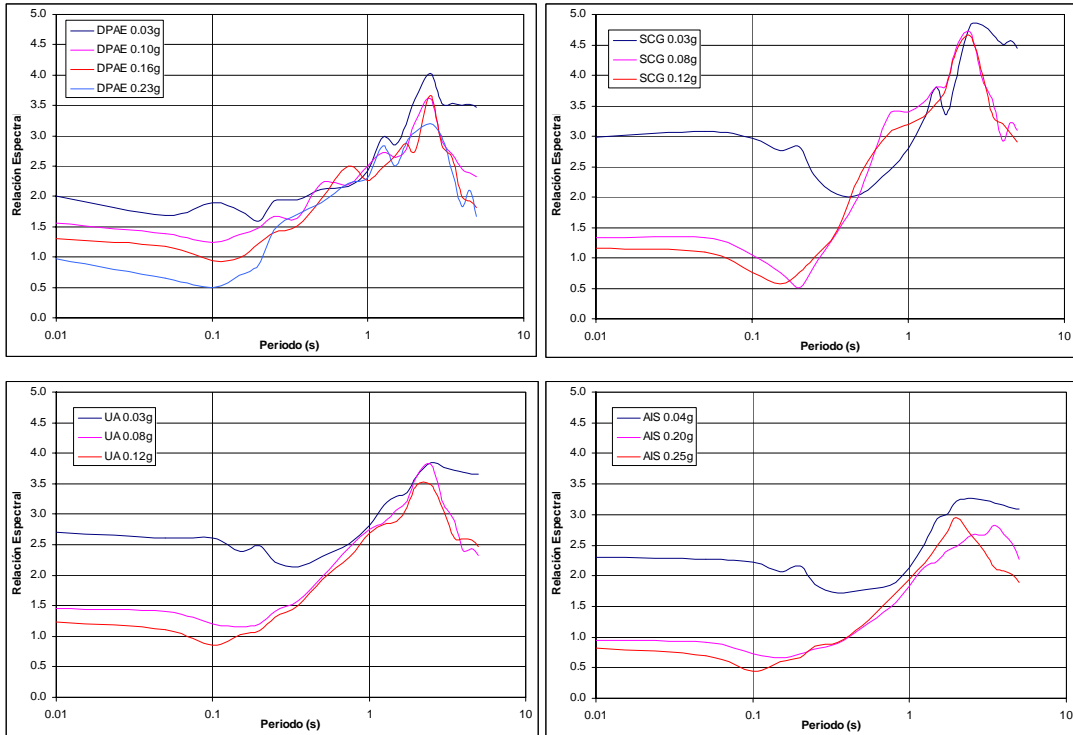 5.0
4.5
4.0
3.5
3.0
2.5
2.0
1.5
1.0
0.5
0.0
Relación Espectral
DPAE 0.03g
DPAE 0.10g
DPAE 0.16g
DPAE 0.23g
0.01
0.1
1
10
Periodo (s)
5.0
4.5
4.0
3.5
3.0
2.5
2.0
1.5
1.0
0.5
0.0
Relación Espectral
SCG 0.03g
SCG 0.08g
SCG 0.12g
0.01
0.1
1
10
Periodo (s)
5.0
4.5
4.0
3.5
3.0
2.5
2.0
1.5
1.0
0.5
0.0
Relación Espectral
UA 0.03g
UA 0.08g
UA 0.12g
0.01
0.1
1
10
Periodo (s)
5.0
4.5
4.0
3.5
3.0
2.5
2.0
1.5
1.0
0.5
0.0
Relación Espectral
AIS 0.04g
AIS 0.20g
AIS 0.25g
0.01
0.1
1
10
Periodo (s)